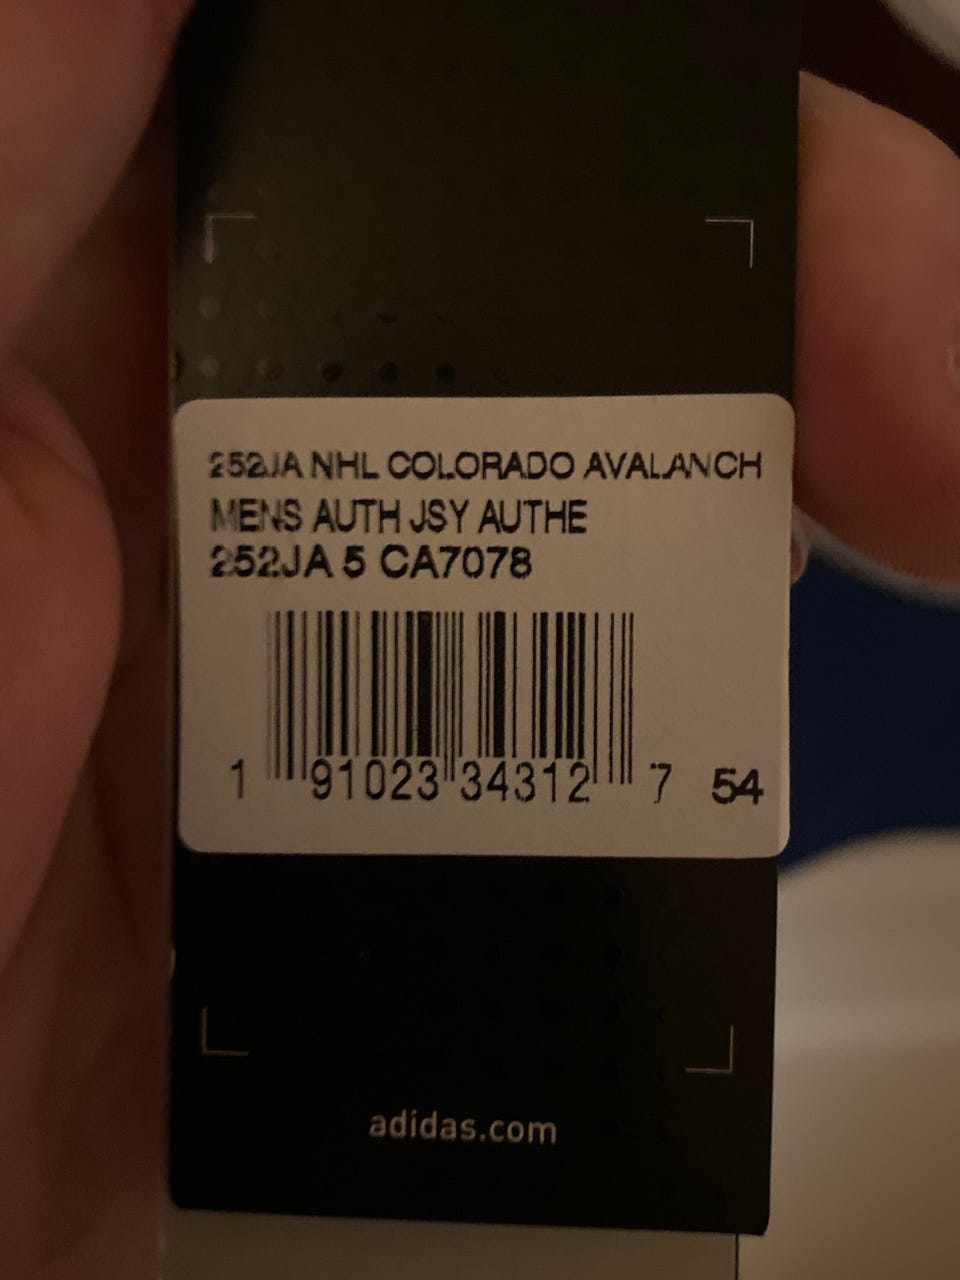 252JA NHL COLORADO AVALANCH
MENS AUTH JSY AUTHE
252JA 5 CA7078
1 91023 34312 7 54
adidas.com